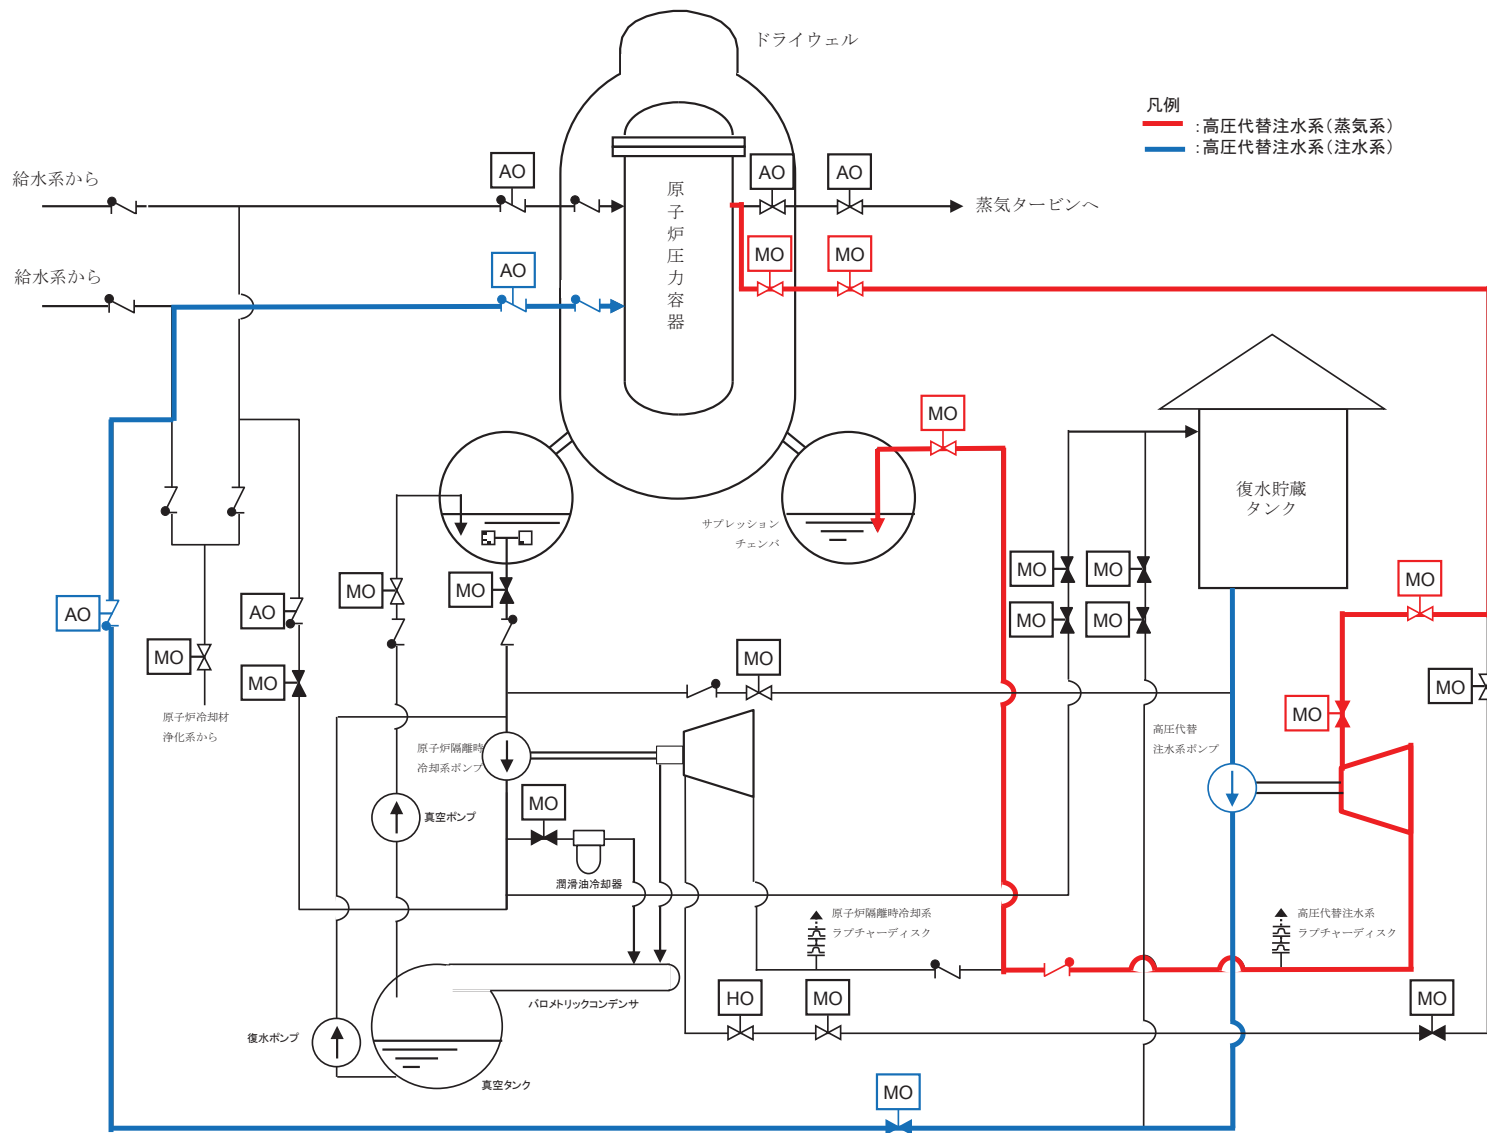 ドライウェル
凡例
:高圧代替注水系(蒸気系)
:高圧代替注水系(注水系)
給水系から
AO
AO
AO
蒸気タービンへ
原子炉圧力容器
MO
MO
給水系から
AO
MO
復水貯蔵
タンク
サプレッション
チェンバ
MO
MO
MO
MO
MO
MO
MO
AO
AO
MO
MO
MO
MO
MO
MO
原子炉冷却材
浄化系から
原子炉隔離時
冷却系ポンプ
高圧代替
注水系ポンプ
真空ポンプ
MO
潤滑油冷却器
原子炉隔離時冷却系
ラプチャーディスク
高圧代替注水系
ラプチャーディスク
バロメトリックコンデンサ
HO
MO
MO
復水ポンプ
真空タンク
MO